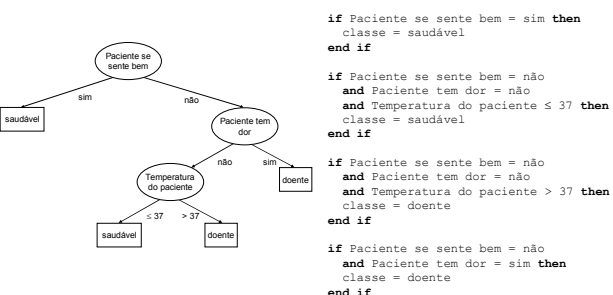 Paciente se
sente bem
sim
não
saudável
Paciente tem
dor
não
sim
Temperatura
do paciente
doente
≤ 37
> 37
saudável
doente
if Paciente se sente bem = sim then
classe = saudável
end if
if Paciente se sente bem = não
and Paciente tem dor = não
and Temperatura do paciente ≤ 37 then
classe = saudável
end if
if Paciente se sente bem = não
and Paciente tem dor = não
and Temperatura do paciente > 37 then
classe = doente
end if
if Paciente se sente bem = não
and Paciente tem dor = sim then
classe = doente
end if